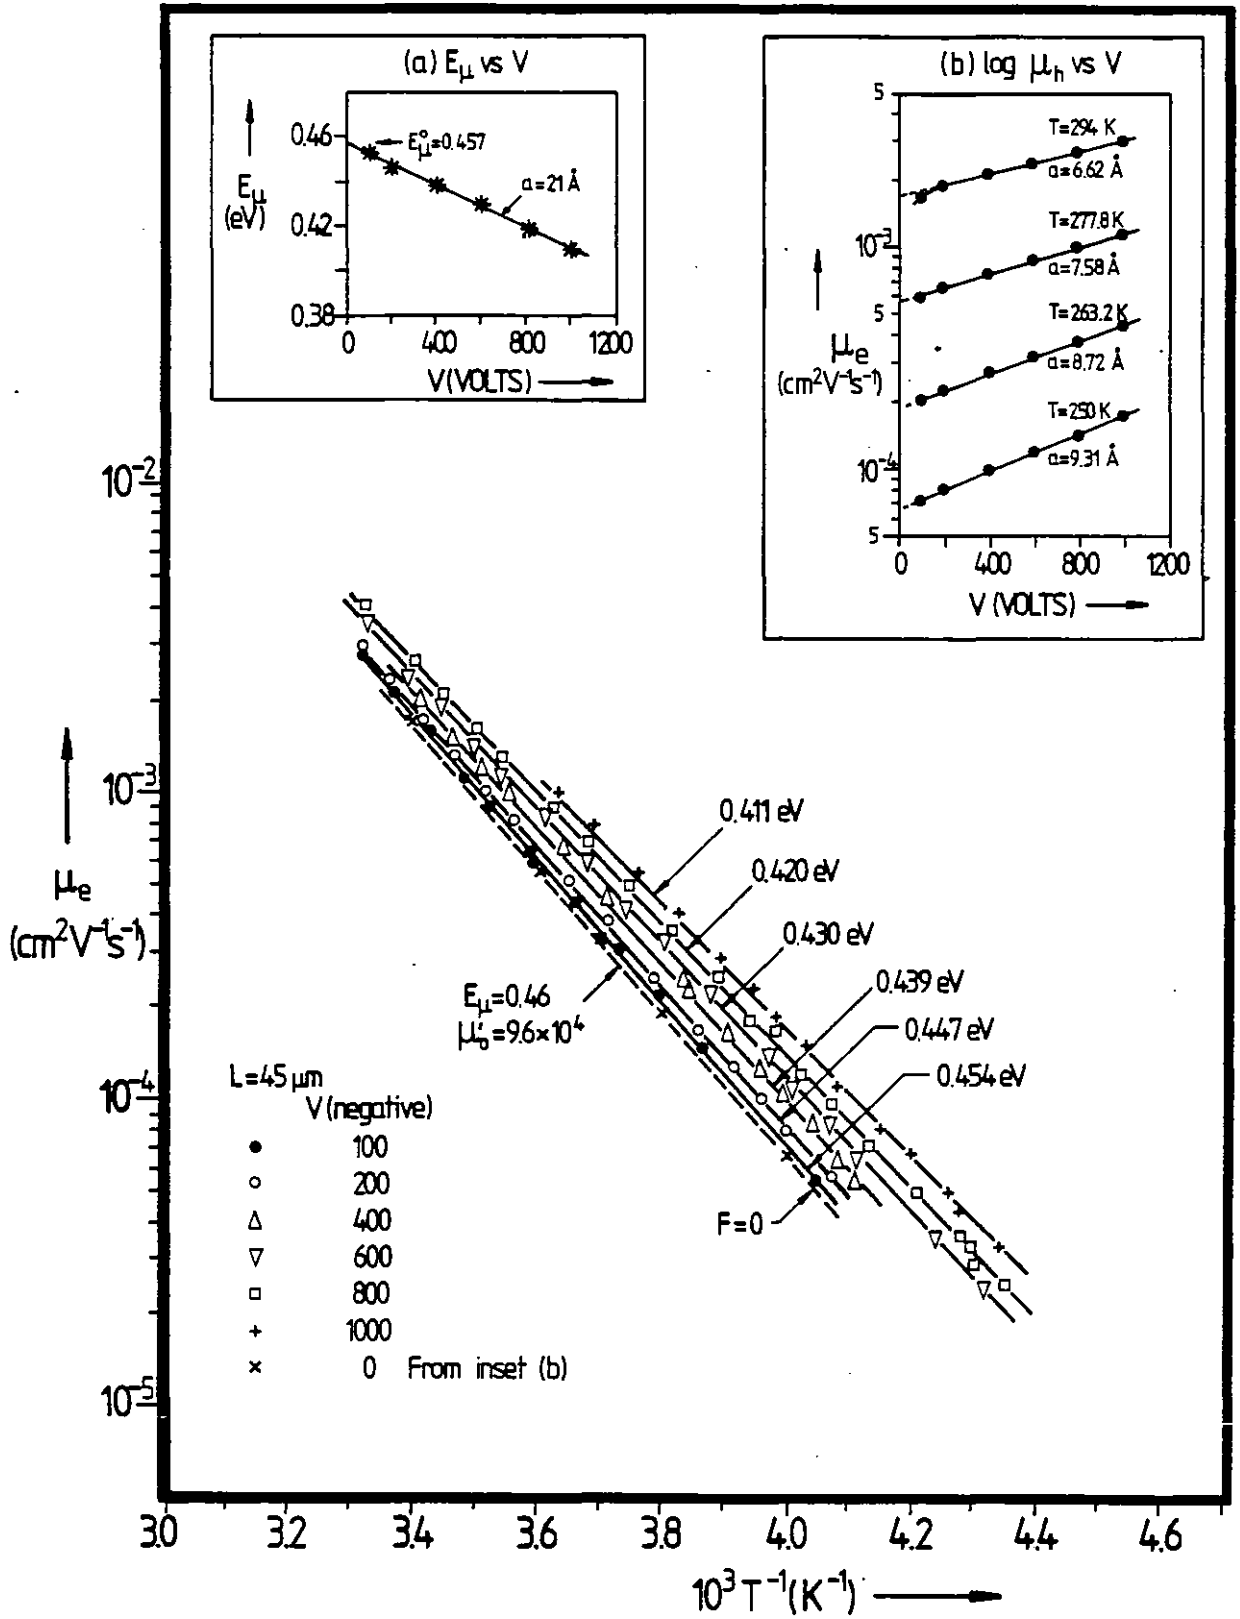 (a) Eμ vs V
0.46
0.42
0.38
Eμ
(eV)
E°μ=0.457
a=21 Å
0 400 800 1200
V(VOLTS)
(b) log μh vs V
5
10⁻³
5
10⁻⁴
5
μe
(cm²V⁻¹s⁻¹)
T=294 K
a=6.62 Å
T=277.8 K
a=7.58 Å
T=263.2 K
a=8.72 Å
T=250 K
a=9.31 Å
0 400 800 1200
V (VOLTS)
10⁻²
10⁻³
10⁻⁴
10⁻⁵
μe
(cm²V⁻¹s⁻¹)
0.411 eV
0.420 eV
0.430 eV
0.439 eV
0.447 eV
0.454 eV
Eμ=0.46
μ₀=9.6×10⁴
F=0
L=45 μm
V(negative)
100
200
400
600
800
1000
0 From inset (b)
3.0 3.2 3.4 3.6 3.8 4.0 4.2 4.4 4.6
10³ T⁻¹(K⁻¹)